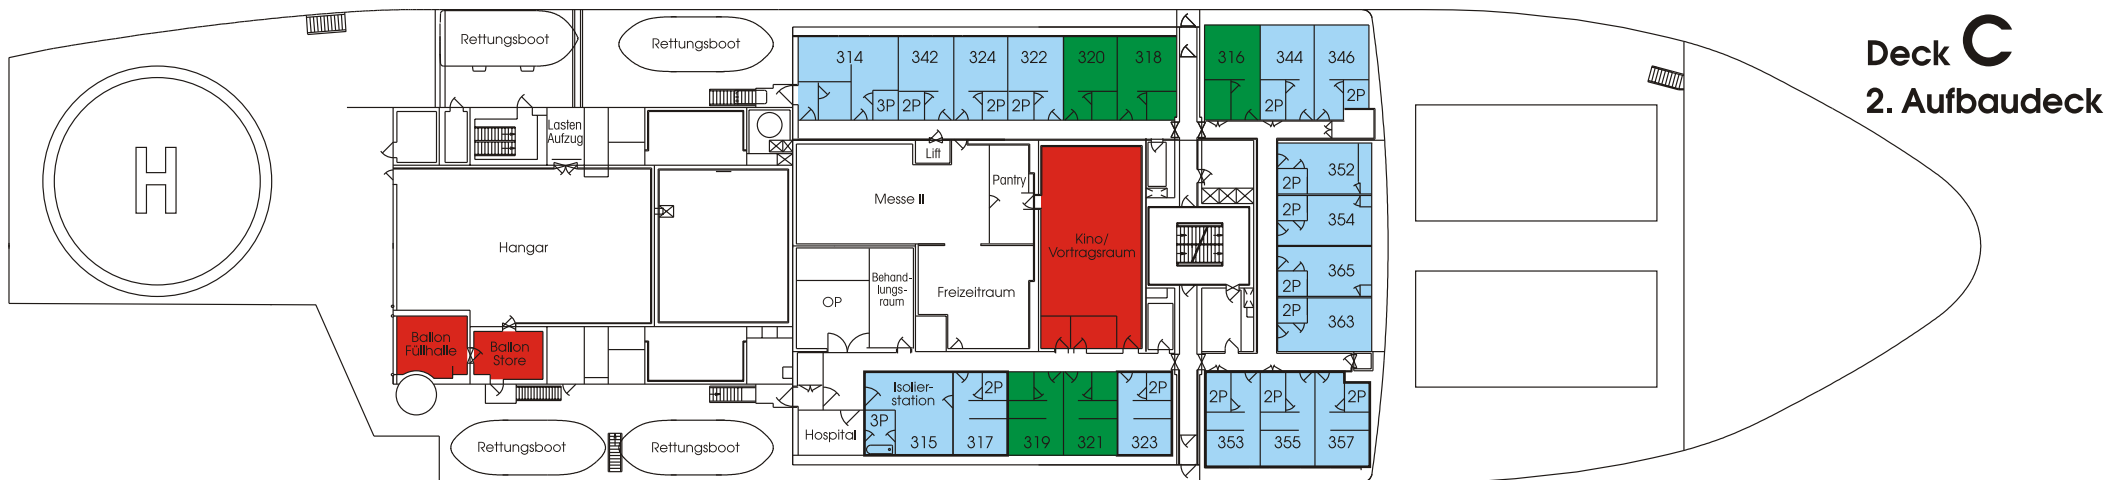 Deck C
2. Aufbaudeck
Rettungsboot
Rettungsboot
314
342
324
322
320
318
316
344
346
3P
2P
2P
2P
2P
2P
Lasten
Aufzug
Lift
H
Messe II
Pantry
352
2P
2P
354
Hangar
Kino/
Vortragsraum
365
2P
2P
363
Behand-
lungs-
raum
OP
Freizeitraum
Ballon
Füllhalle
Ballon
Store
Isolier-
station
2P
2P
2P
2P
2P
3P
Hospital
315
317
319
321
323
353
355
357
Rettungsboot
Rettungsboot